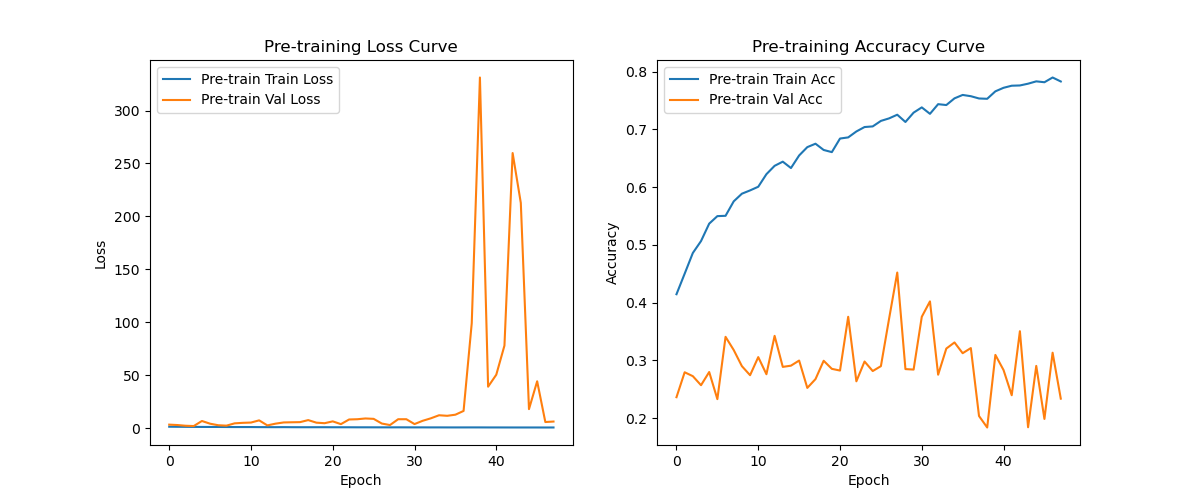 Pre-training Loss Curve
Pre-train Train Loss
Pre-train Val Loss
300
250
200
150
100
50
0
Loss
0 10 20 30 40
Epoch
Pre-training Accuracy Curve
Pre-train Train Acc
Pre-train Val Acc
0.8
0.7
0.6
0.5
0.4
0.3
0.2
Accuracy
0 10 20 30 40
Epoch